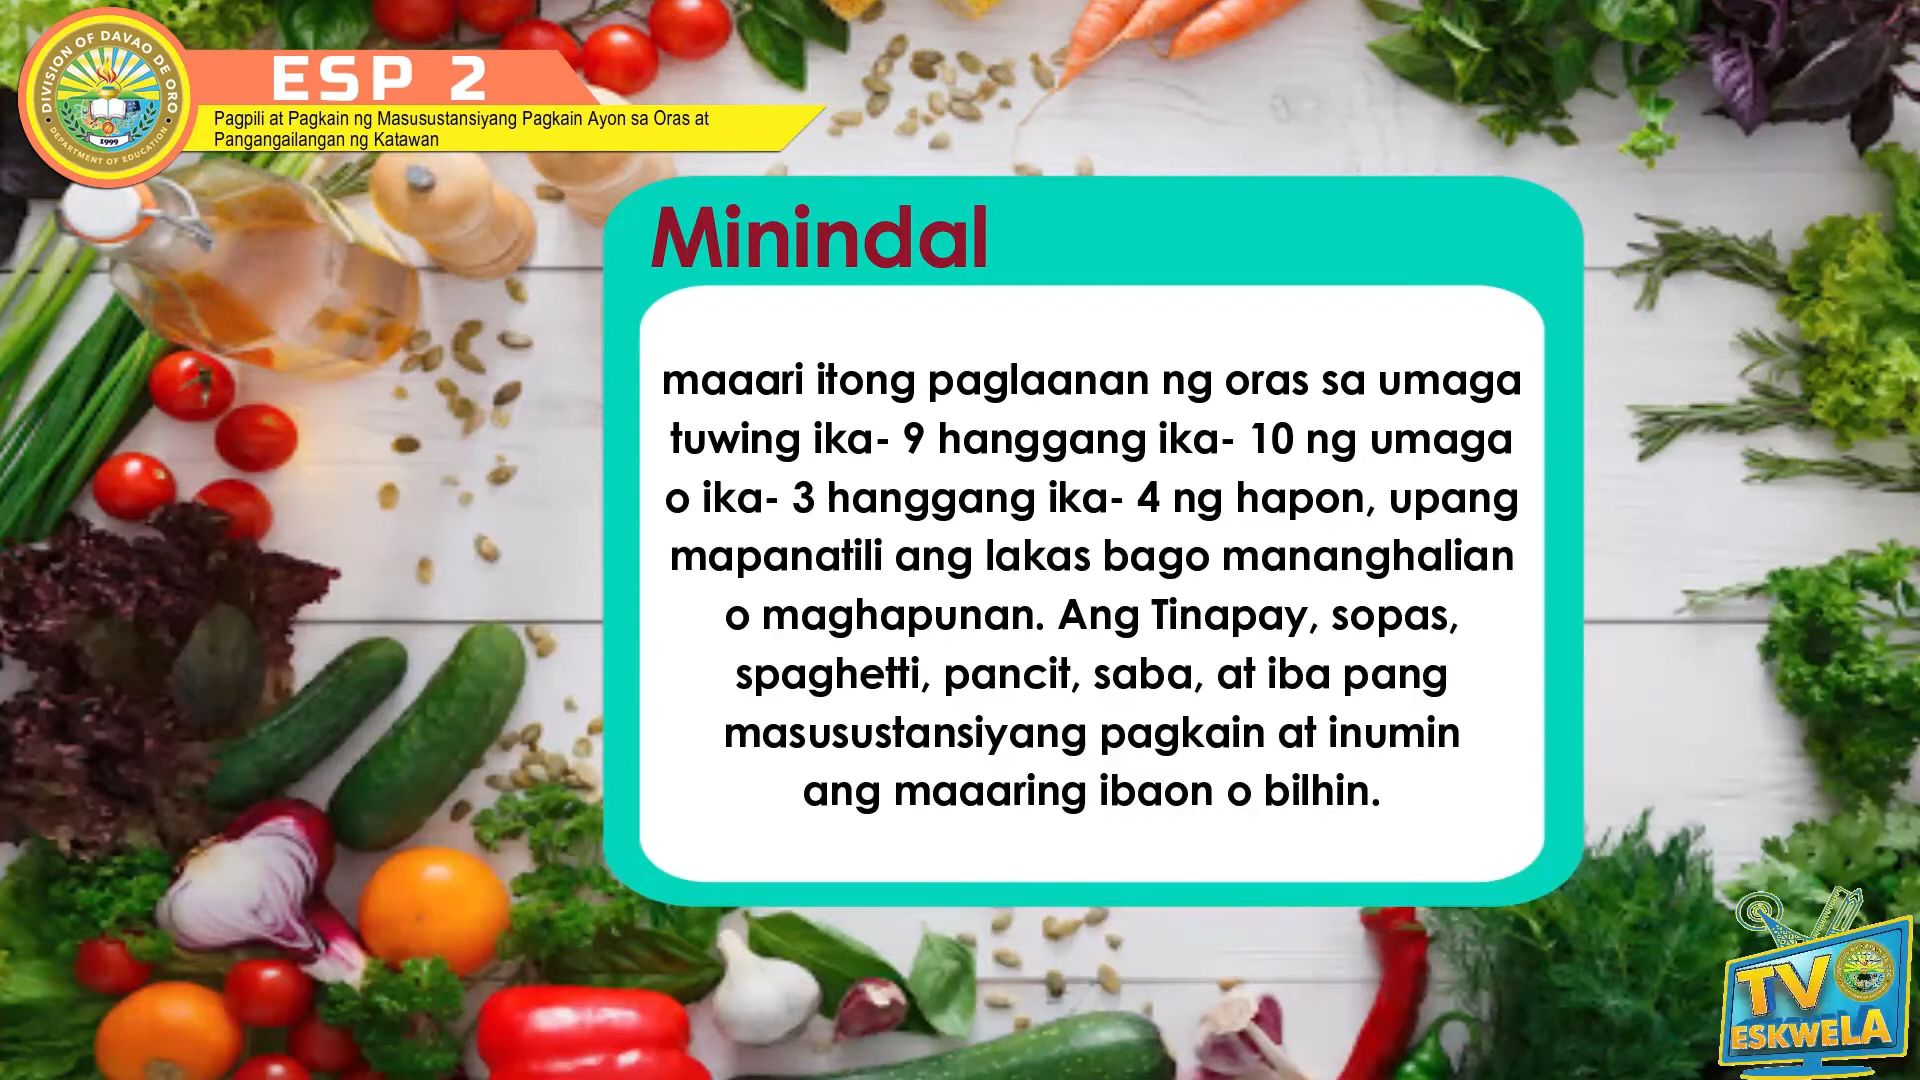 DIVISION OF DAVAO DE ORO
DEPARTMENT OF EDUCATION
1999
ESP 2
Pagpili at Pagkain ng Masusustansiyang Pagkain Ayon sa Oras at
Pangangailangan ng Katawan
Minindal
maaari itong paglaanan ng oras sa umaga
tuwing ika- 9 hanggang ika- 10 ng umaga
o ika- 3 hanggang ika- 4 ng hapon, upang
mapanatili ang lakas bago mananghalian
o maghapunan. Ang Tinapay, sopas,
spaghetti, pancit, saba, at iba pang
masusustansiyang pagkain at inumin
ang maaaring ibaon o bilhin.
TV
ESKWELA